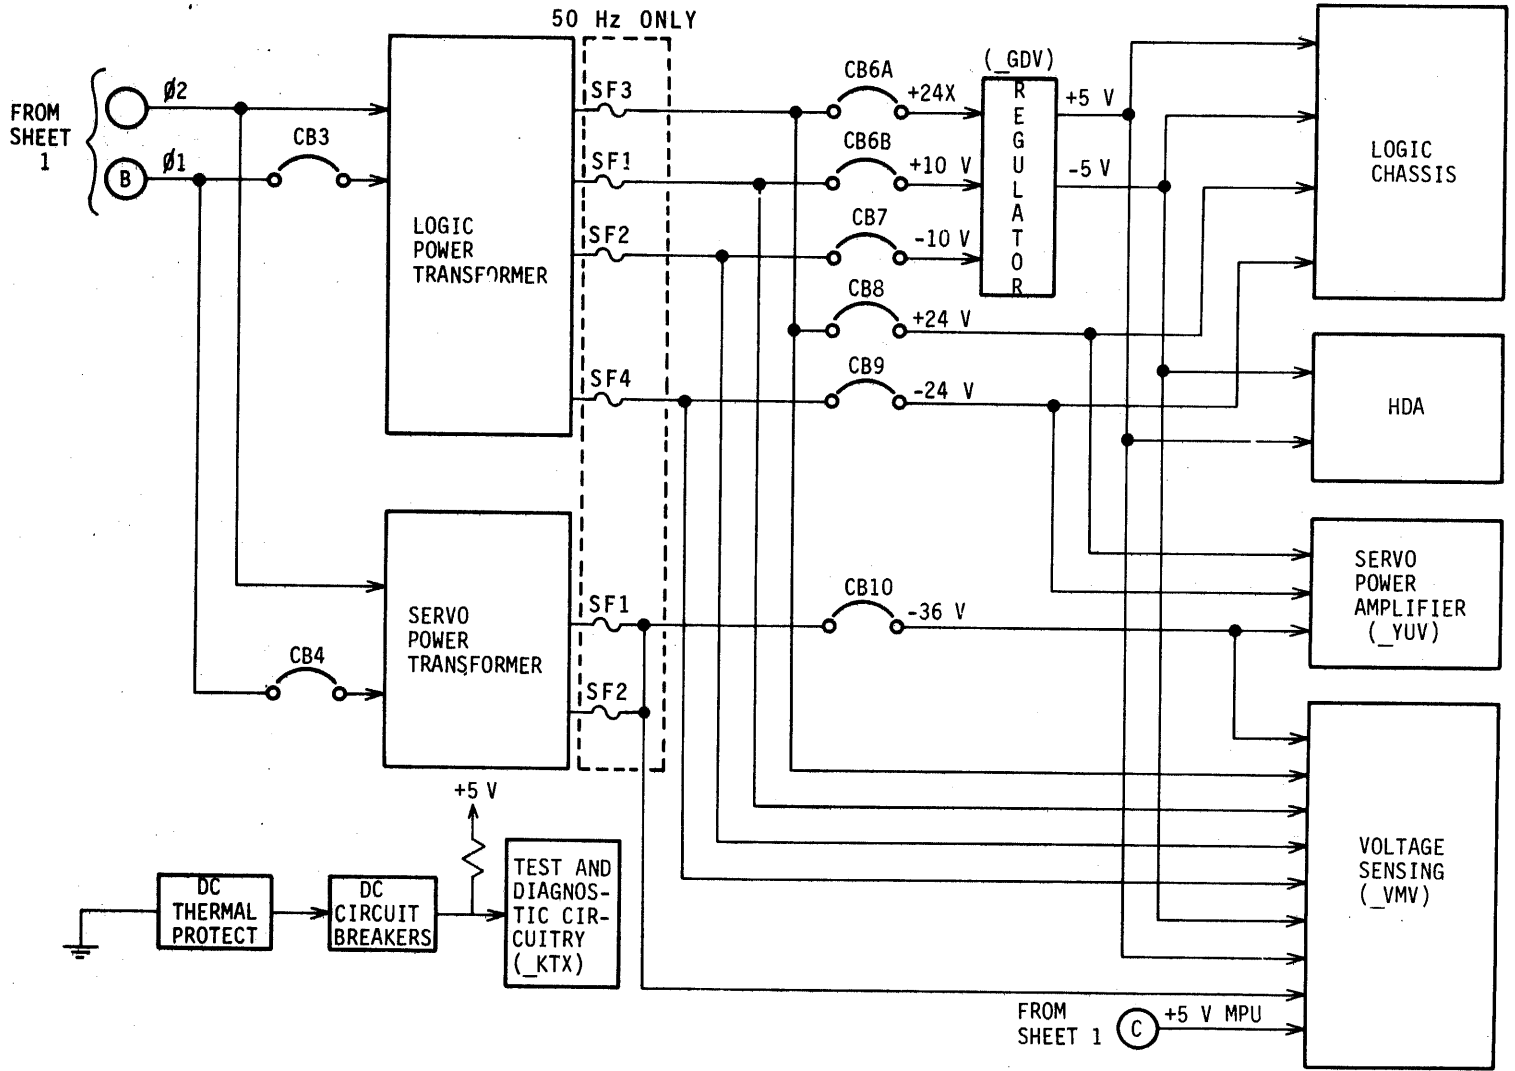 50 Hz ONLY
FROM
SHEET
1
Ø2
B
Ø1
CB3
LOGIC
POWER
TRANSFORMER
SF3
SF1
SF2
SF4
CB6A
+24X
CB6B
+10 V
CB7
-10 V
CB8
+24 V
CB9
-24 V
(_GDV)
REGULATOR
+5 V
-5 V
LOGIC
CHASSIS
HDA
CB4
SERVO
POWER
TRANSFORMER
SF1
SF2
CB10
-36 V
SERVO
POWER
AMPLIFIER
(_YUV)
VOLTAGE
SENSING
(_VMV)
+5 V
DC
THERMAL
PROTECT
DC
CIRCUIT
BREAKERS
TEST AND
DIAGNOS-
TIC CIR-
CUITRY
(_KTX)
FROM
SHEET 1
C
+5 V MPU